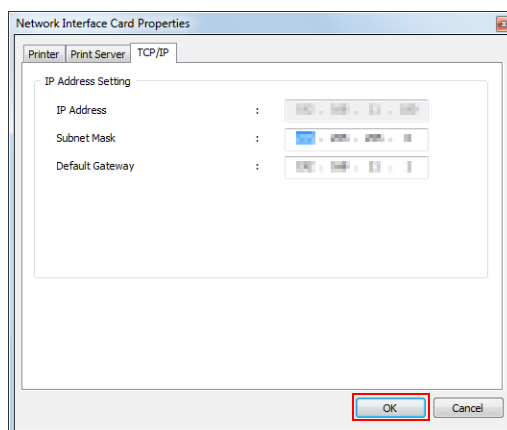 Network Interface Card Properties
Printer Print Server TCP/IP
IP Address Setting
IP Address :
Subnet Mask :
Default Gateway :
OK Cancel